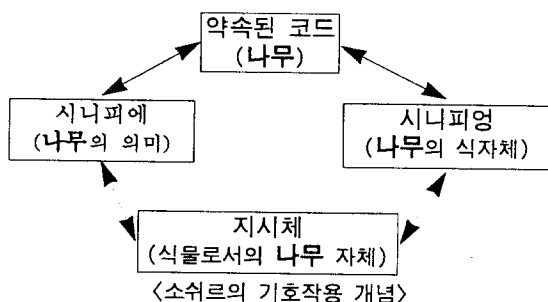 약속된 코드
(나무)
시니피에
(나무의 의미)
시니피엉
(나무의 식자체)
지시체
(식물로서의 나무 자체)
<소쉬르의 기호작용 개념>